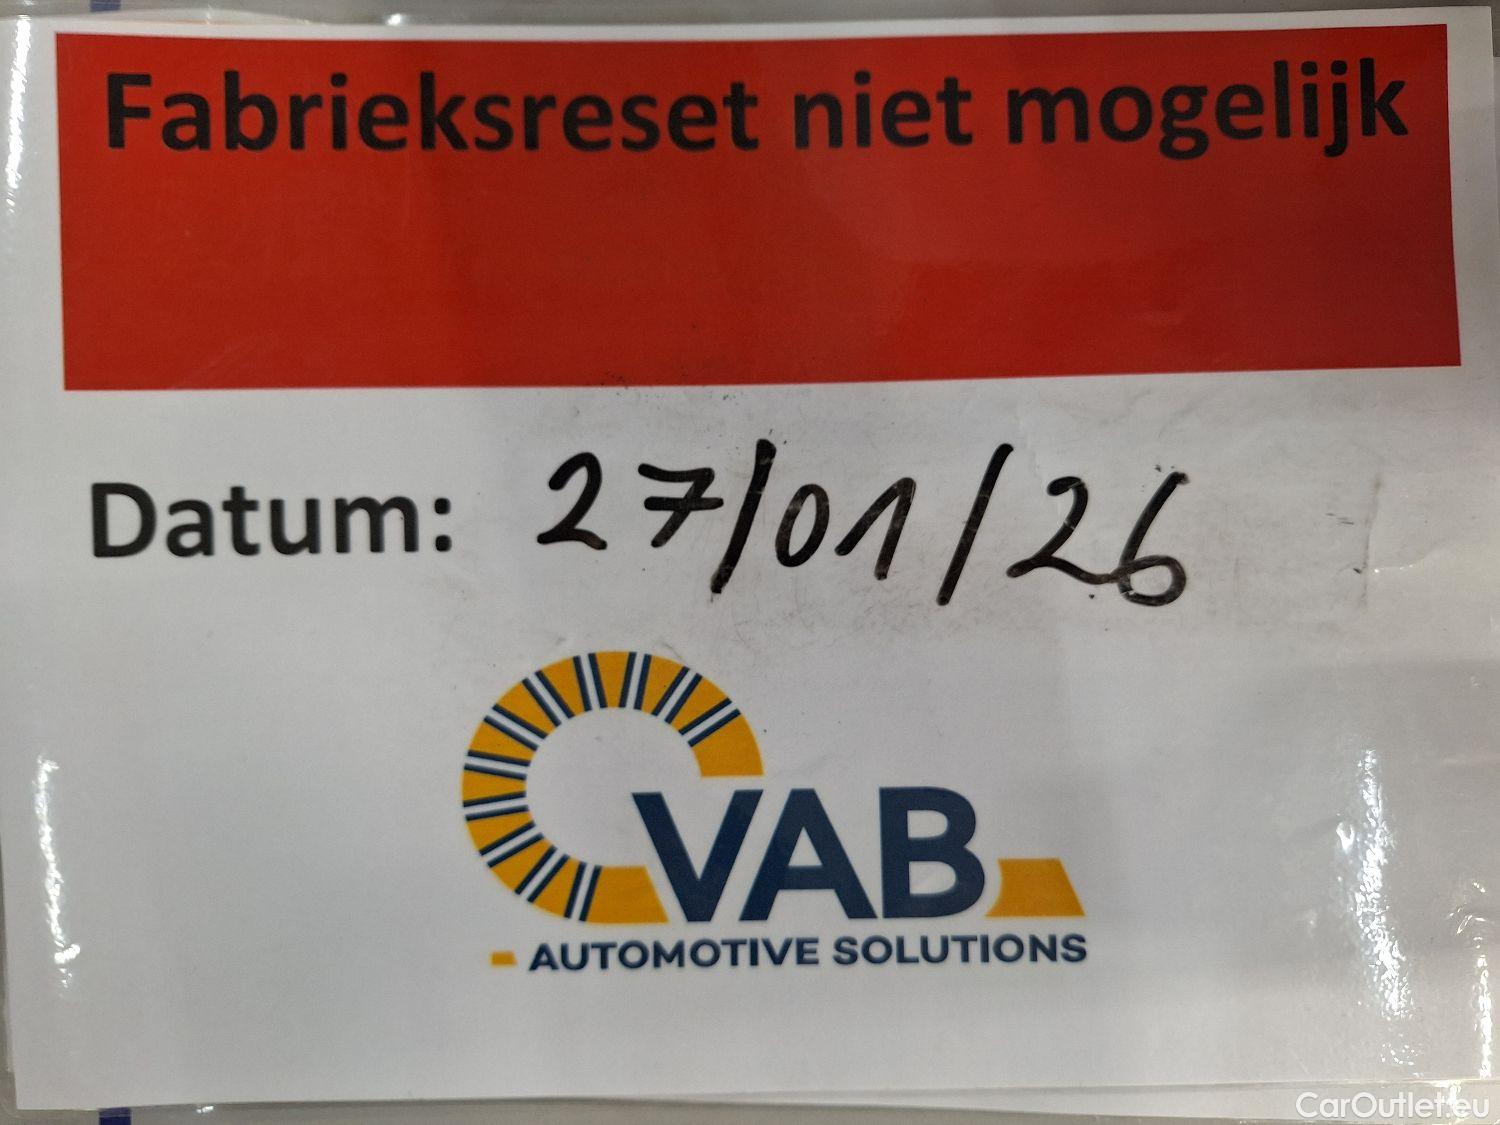 Fabrieksreset niet mogelijk
Datum: 27/01/26
VAB
AUTOMOTIVE SOLUTIONS
CarOutlet.eu